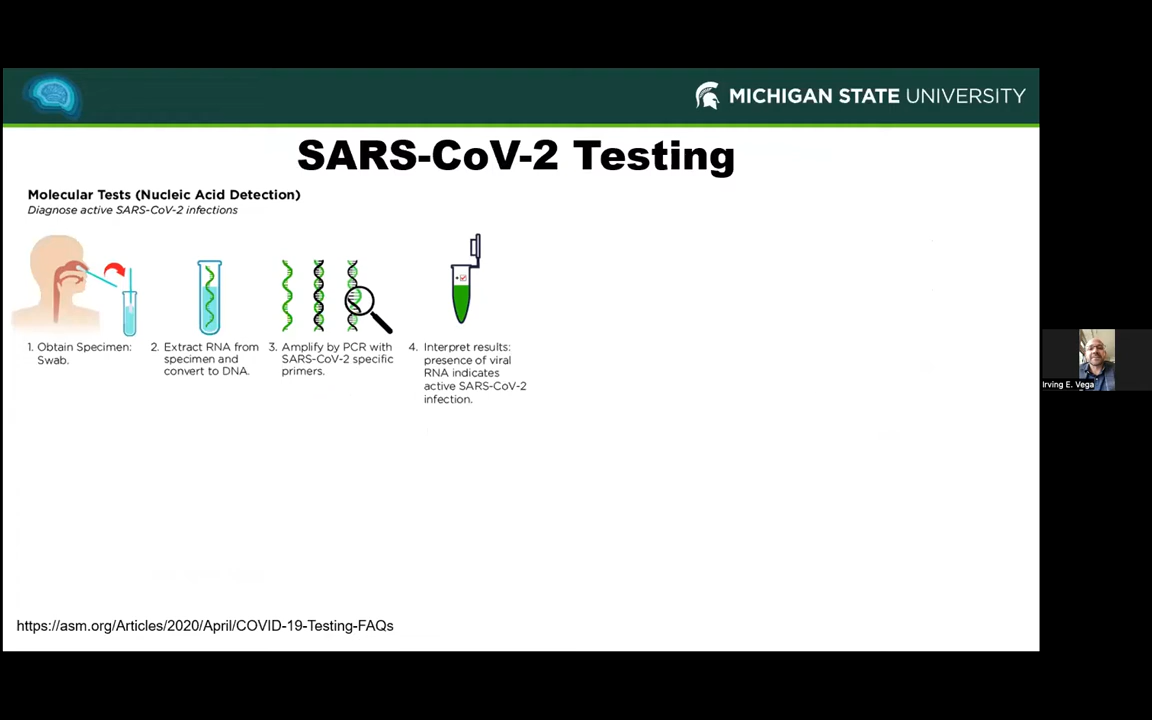 MICHIGAN STATE UNIVERSITY
SARS-CoV-2 Testing
Molecular Tests (Nucleic Acid Detection)
Diagnose active SARS-CoV-2 infections
1. Obtain Specimen:
Swab.
2. Extract RNA from
specimen and
convert to DNA.
3. Amplify by PCR with
SARS-CoV-2 specific
primers.
4. Interpret results:
presence of viral
RNA indicates
active SARS-CoV-2
infection.
Irving E. Vega
https://asm.org/Articles/2020/April/COVID-19-Testing-FAQs